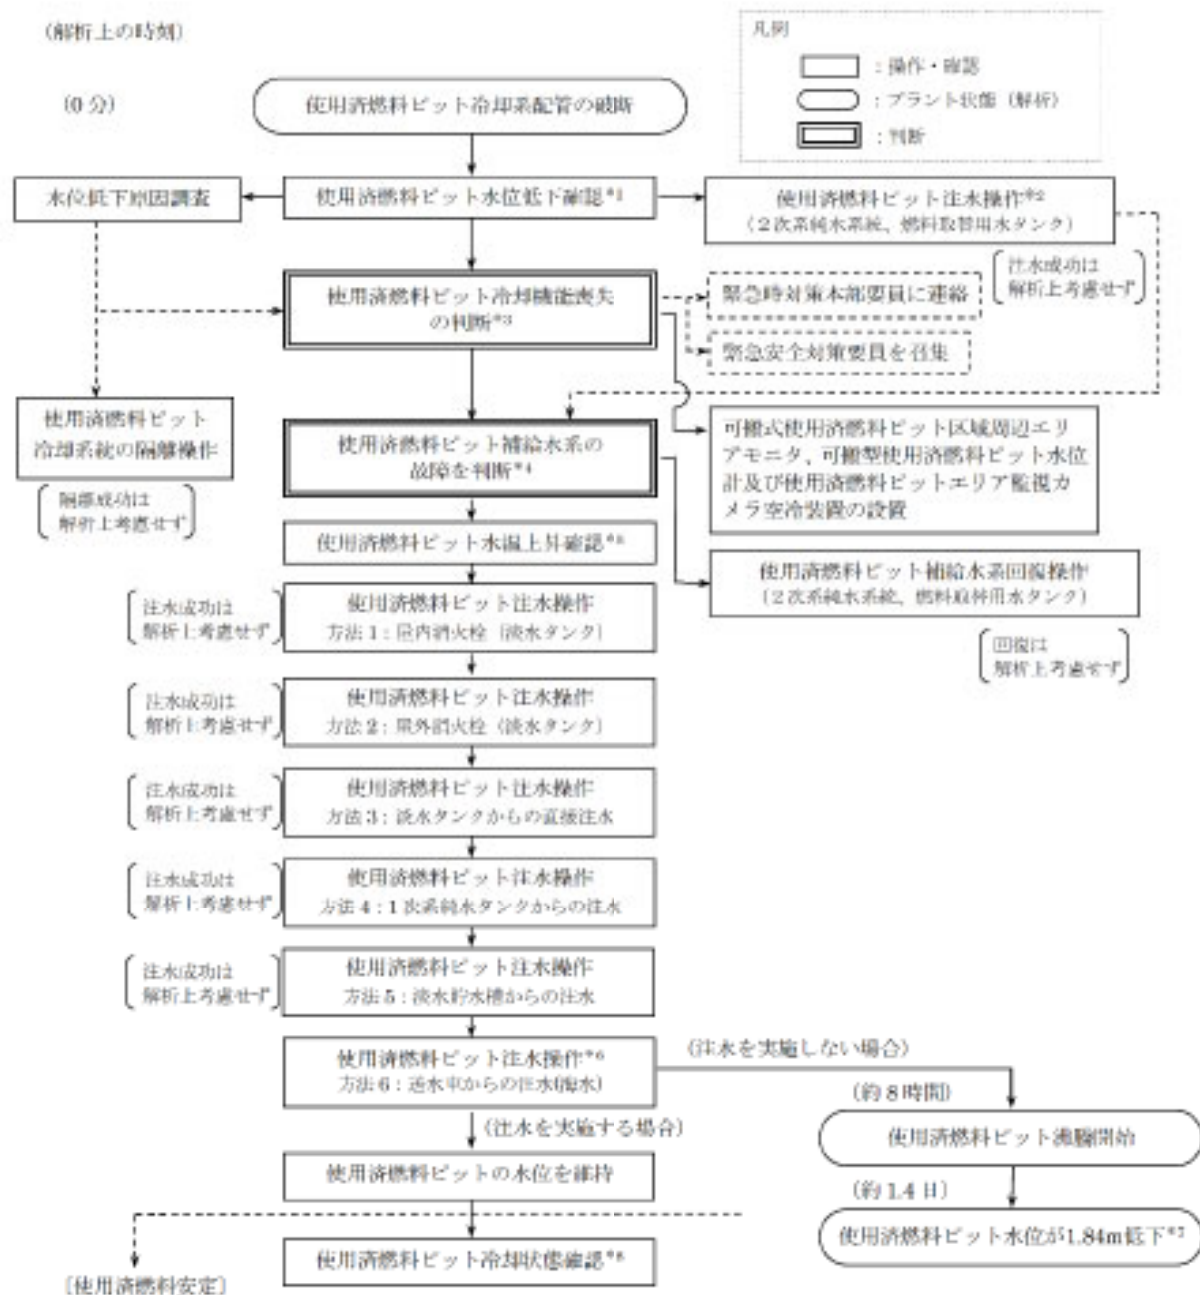 (解析上の時刻)
凡例
：操作・確認
：プラント状態（解析）
：判断
(0分)
使用済燃料ピット冷却系配管の破断
水位低下原因調査
使用済燃料ピット水位低下確認*1
使用済燃料ピット注水操作*2
（2次系純水系統、燃料取替用水タンク）
注水成功は
解析上考慮せず
使用済燃料ピット冷却機能喪失
の判断*3
緊急時対策本部要員に連絡
緊急安全対策要員を召集
使用済燃料ピット
冷却系統の隔離操作
隔離成功は
解析上考慮せず
使用済燃料ピット補給水系の
故障を判断*4
可搬式使用済燃料ピット区域周辺エリ
アモニタ、可搬型使用済燃料ピット水位
計及び使用済燃料ピットエリア監視カ
メラ空冷装置の設置
使用済燃料ピット水温上昇確認
使用済燃料ピット補給水系回復操作
（2次系純水系統、燃料取替用水タンク）
回復は
解析上考慮せず
注水成功は
解析上考慮せず
使用済燃料ピット注水操作
方法1：屋内消火栓（淡水タンク）
注水成功は
解析上考慮せず
使用済燃料ピット注水操作
方法2：屋外消火栓（淡水タンク）
注水成功は
解析上考慮せず
使用済燃料ピット注水操作
方法3：淡水タンクからの直接注水
注水成功は
解析上考慮せず
使用済燃料ピット注水操作
方法4：1次系純水タンクからの注水
注水成功は
解析上考慮せず
使用済燃料ピット注水操作
方法5：淡水貯水槽からの注水
使用済燃料ピット注水操作*6
方法6：送水車からの注水(海水)
(注水を実施しない場合)
(約8時間)
使用済燃料ピット沸騰開始
(注水を実施する場合)
使用済燃料ピットの水位を維持
(約1.4日)
使用済燃料ピット水位が1.84m低下*7
使用済燃料ピット冷却状態確認
[使用済燃料安定]